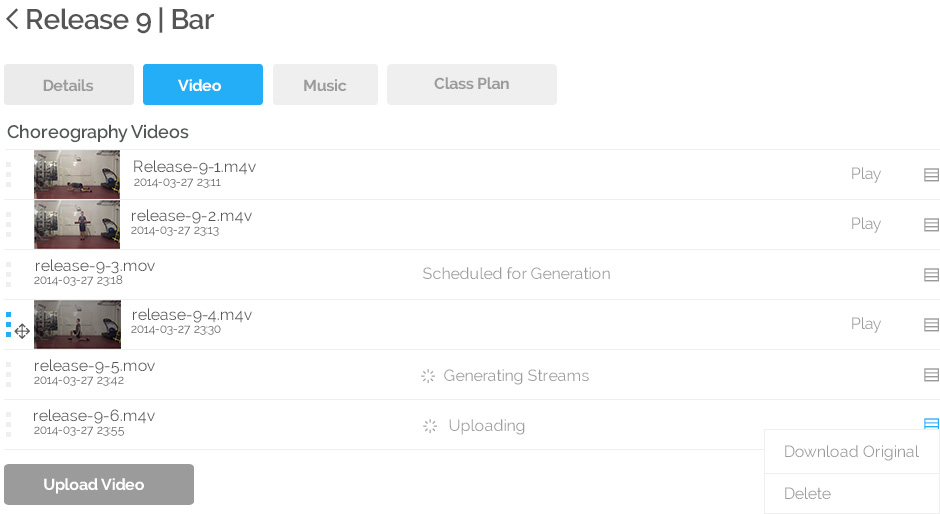 Release 9 | Bar
Details
Video
Music
Class Plan
Choreography Videos
Release-9-1.m4v
2014-03-27 23:11
Play
release-9-2.m4v
2014-03-27 23:13
Play
release-9-3.mov
2014-03-27 23:18
Scheduled for Generation
release-9-4.m4v
2014-03-27 23:30
Play
release-9-5.mov
2014-03-27 23:42
Generating Streams
release-9-6.m4v
2014-03-27 23:55
Uploading
Download Original
Delete
Upload Video